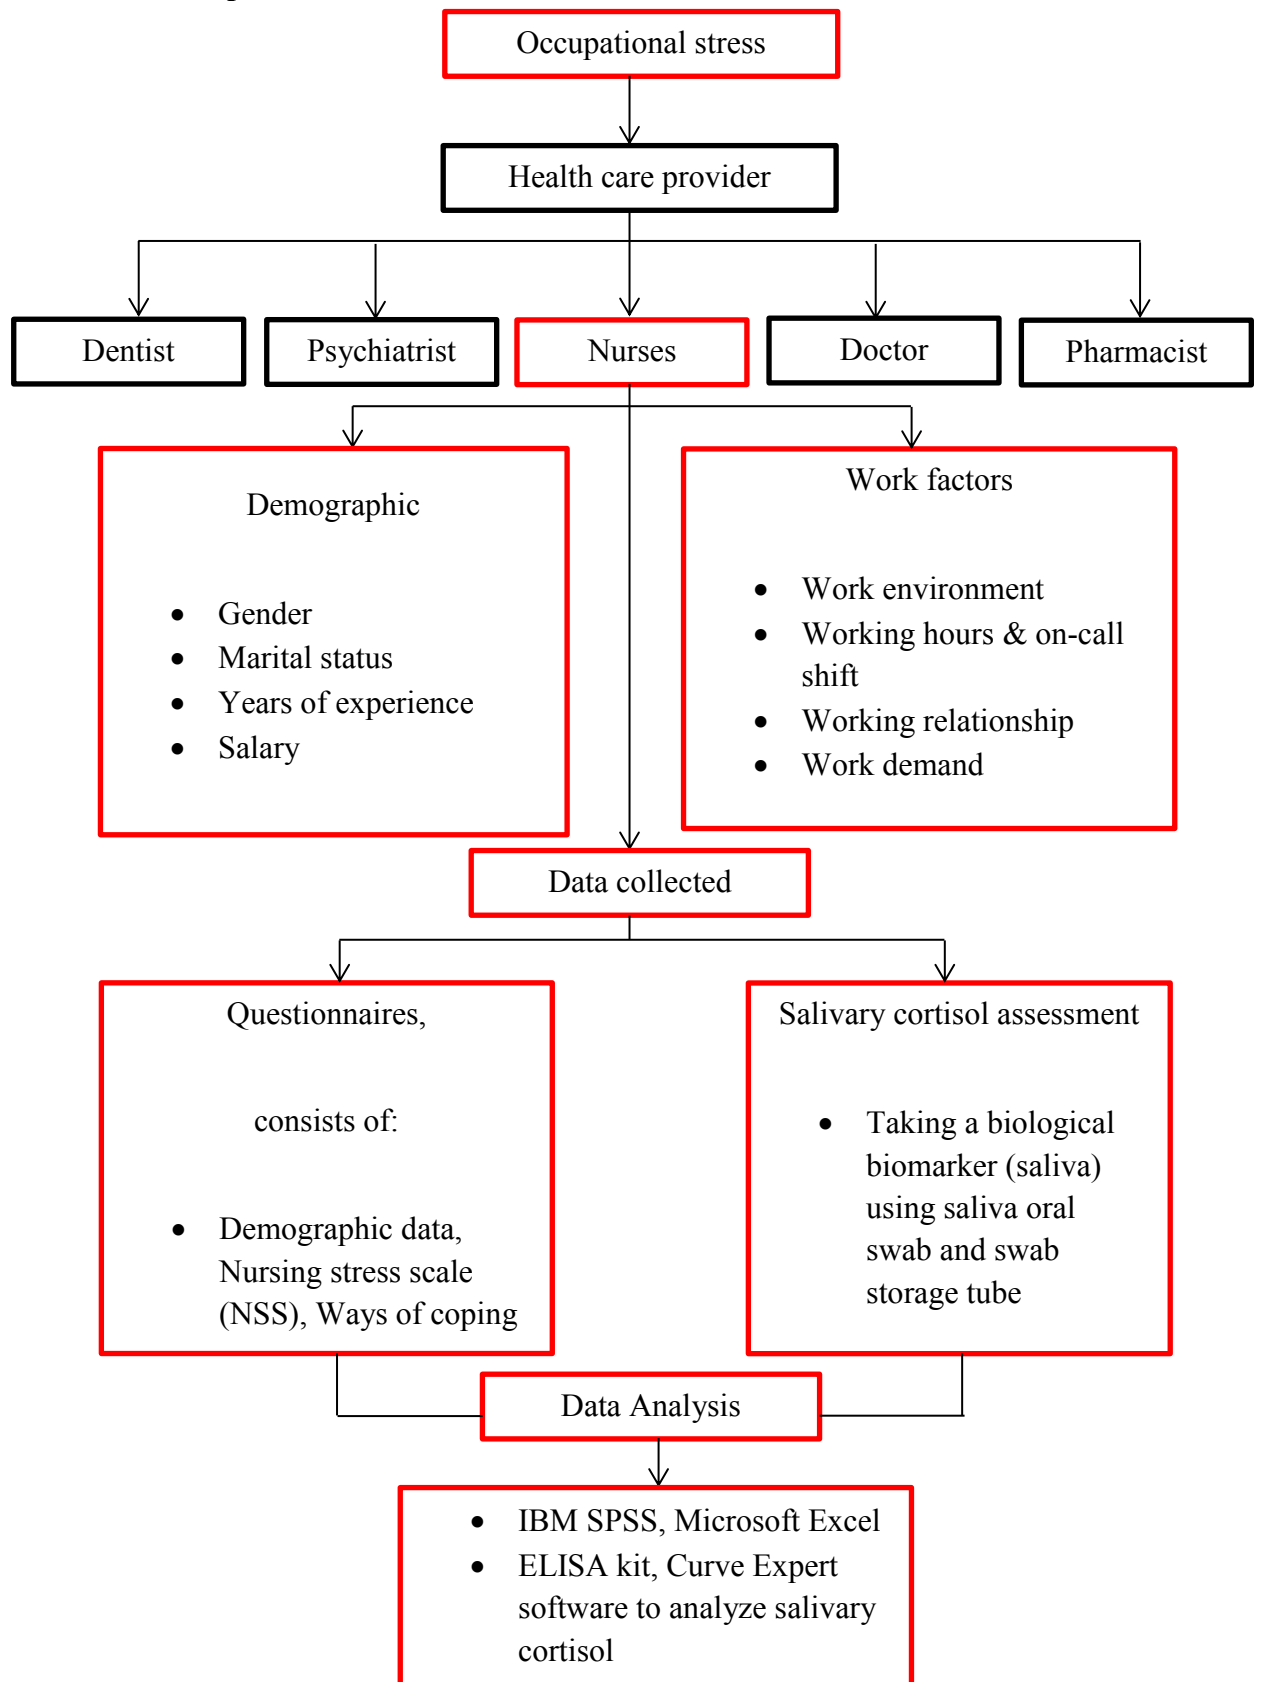 Occupational stress
Health care provider
Dentist
Psychiatrist
Nurses
Doctor
Pharmacist
Demographic
• Gender
• Marital status
• Years of experience
• Salary
Work factors
• Work environment
• Working hours & on-call
shift
• Working relationship
• Work demand
Data collected
Questionnaires,
consists of:
• Demographic data,
Nursing stress scale
(NSS), Ways of coping
Salivary cortisol assessment
• Taking a biological
biomarker (saliva)
using saliva oral
swab and swab
storage tube
Data Analysis
• IBM SPSS, Microsoft Excel
• ELISA kit, Curve Expert
software to analyze salivary
cortisol